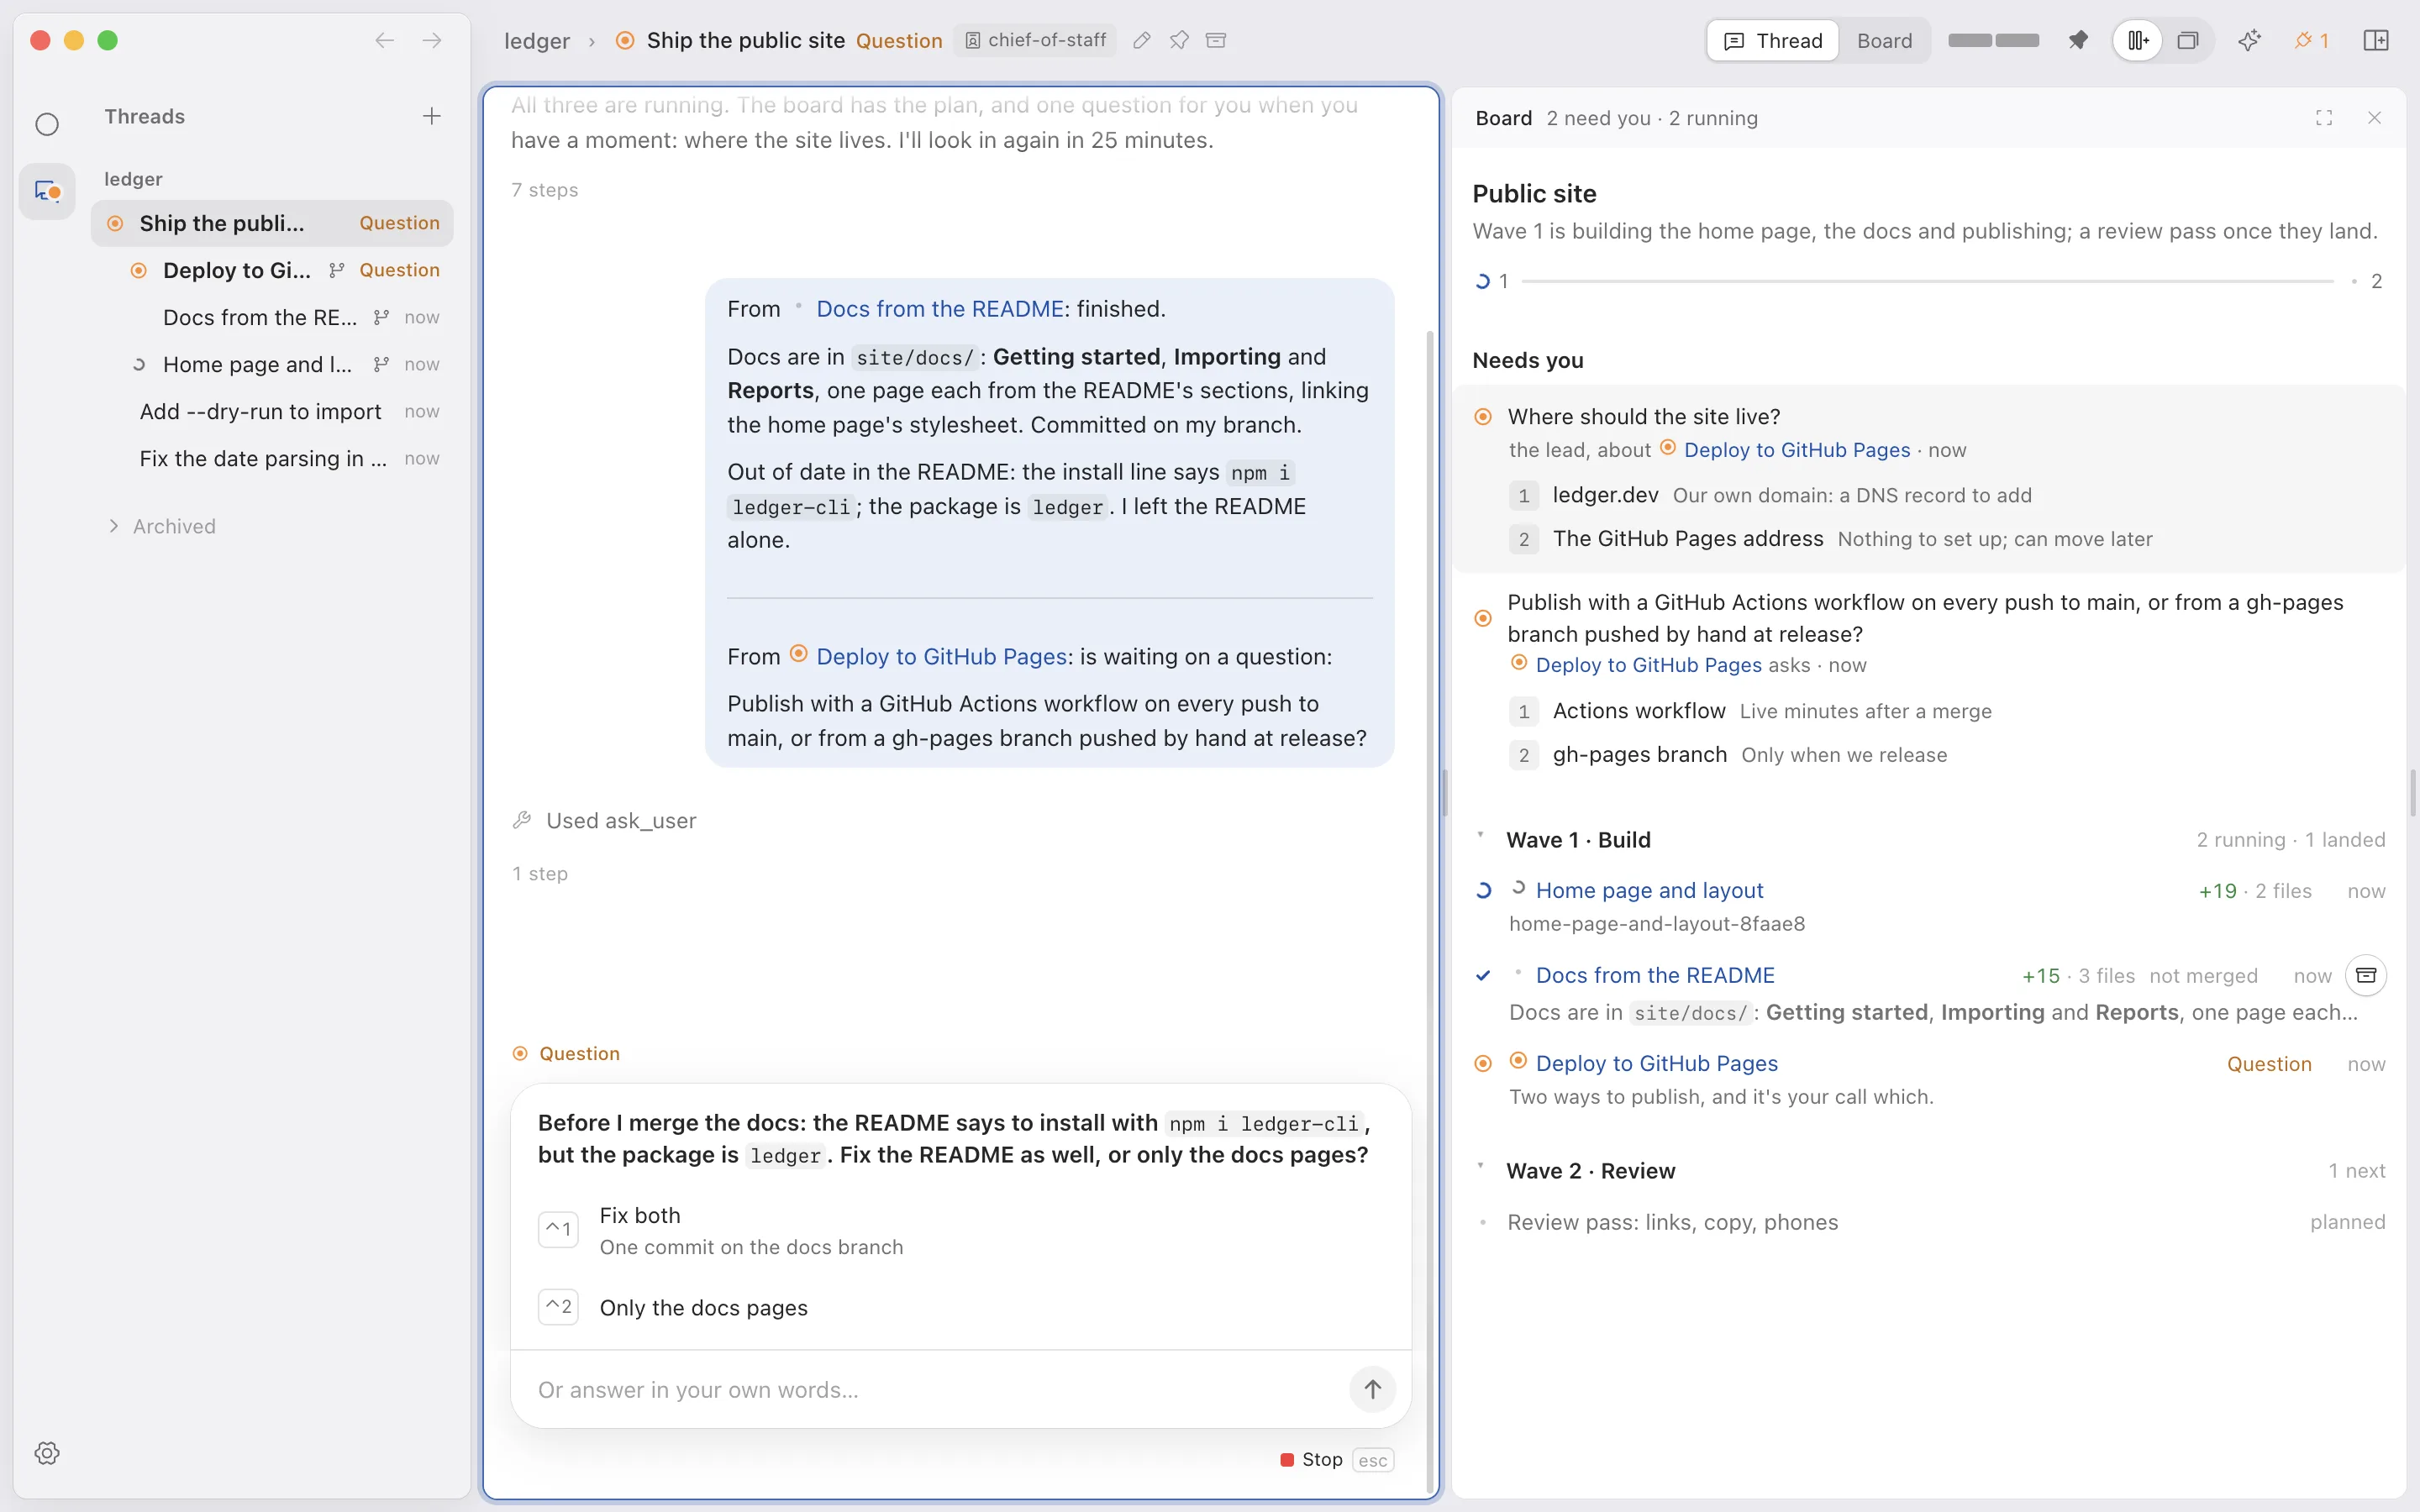 Threads
ledger
Ship the publi... Question
Deploy to Gi... Question
Docs from the RE... now
Home page and l... now
Add --dry-run to import now
Fix the date parsing in ... now
Archived
ledger › Ship the public site Question chief-of-staff
Thread Board 1
All three are running. The board has the plan, and one question for you when you
have a moment: where the site lives. I'll look in again in 25 minutes.
7 steps
From Docs from the README: finished.
Docs are in site/docs/: Getting started, Importing and
Reports, one page each from the README's sections, linking
the home page's stylesheet. Committed on my branch.
Out of date in the README: the install line says npm i
ledger-cli; the package is ledger. I left the README
alone.
From Deploy to GitHub Pages: is waiting on a question:
Publish with a GitHub Actions workflow on every push to
main, or from a gh-pages branch pushed by hand at release?
Used ask_user
1 step
Question
Before I merge the docs: the README says to install with npm i ledger-cli,
but the package is ledger. Fix the README as well, or only the docs pages?
^1 Fix both
One commit on the docs branch
^2 Only the docs pages
Or answer in your own words...
Stop esc
Board 2 need you · 2 running
Public site
Wave 1 is building the home page, the docs and publishing; a review pass once they land.
1 2
Needs you
Where should the site live?
the lead, about Deploy to GitHub Pages · now
1 ledger.dev Our own domain: a DNS record to add
2 The GitHub Pages address Nothing to set up; can move later
Publish with a GitHub Actions workflow on every push to main, or from a gh-pages
branch pushed by hand at release?
Deploy to GitHub Pages asks · now
1 Actions workflow Live minutes after a merge
2 gh-pages branch Only when we release
Wave 1 · Build 2 running · 1 landed
Home page and layout +19 · 2 files now
home-page-and-layout-8faae8
Docs from the README +15 · 3 files not merged now
Docs are in site/docs/: Getting started, Importing and Reports, one page each...
Deploy to GitHub Pages Question now
Two ways to publish, and it's your call which.
Wave 2 · Review 1 next
Review pass: links, copy, phones planned